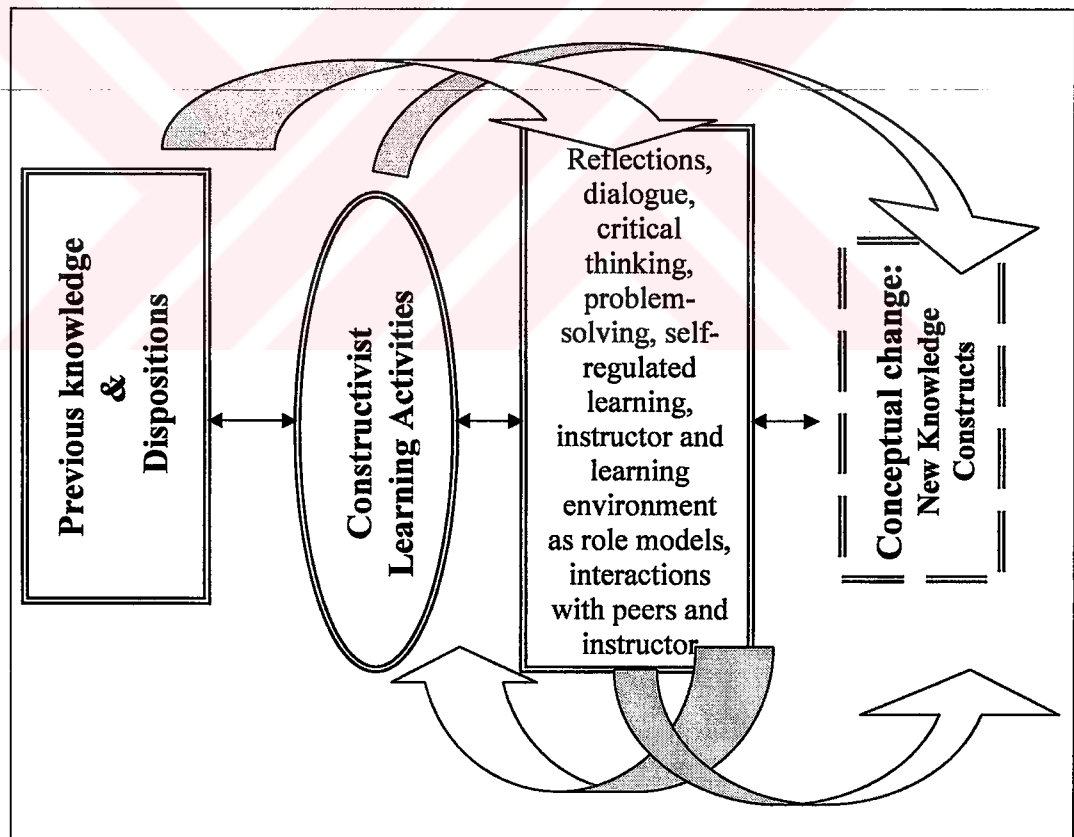 Previous knowledge
&
Dispositions
Constructivist
Learning Activities
Reflections,
dialogue,
critical
thinking,
problem-
solving, self-
regulated
learning,
instructor and
learning
environment
as role models,
interactions
with peers and
instructor
Conceptual change:
New Knowledge
Constructs